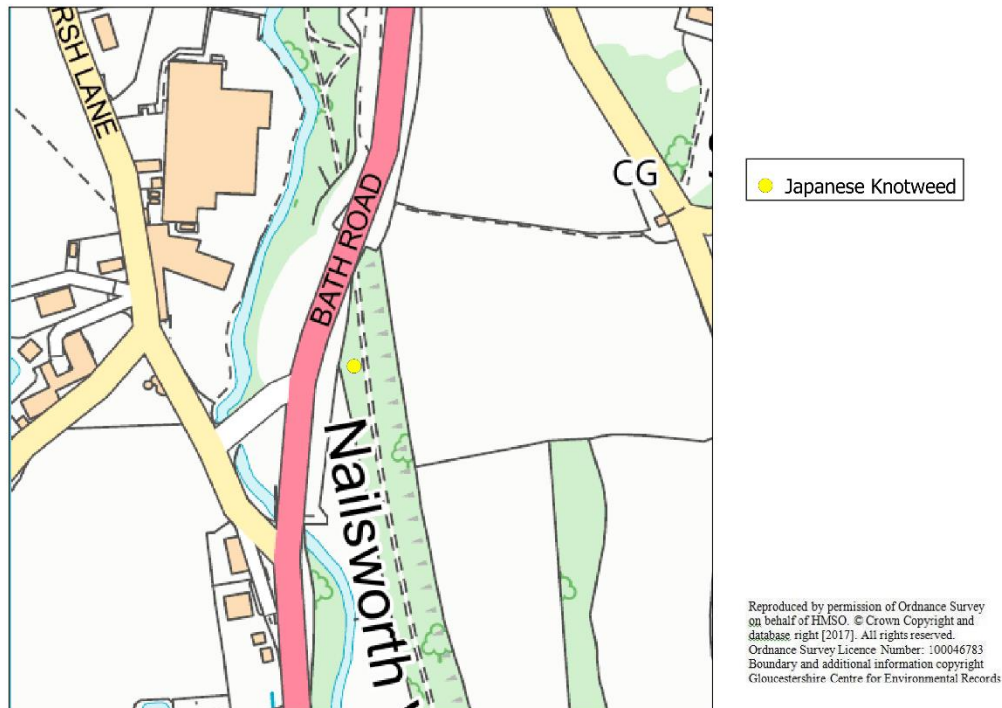 RSH LANE
BATH ROAD
CG
Nailsworth
Japanese Knotweed
Reproduced by permission of Ordnance Survey
on behalf of HMSO. © Crown Copyright and
database right [2017]. All rights reserved.
Ordnance Survey Licence Number: 100046783
Boundary and additional information copyright
Gloucestershire Centre for Environmental Records